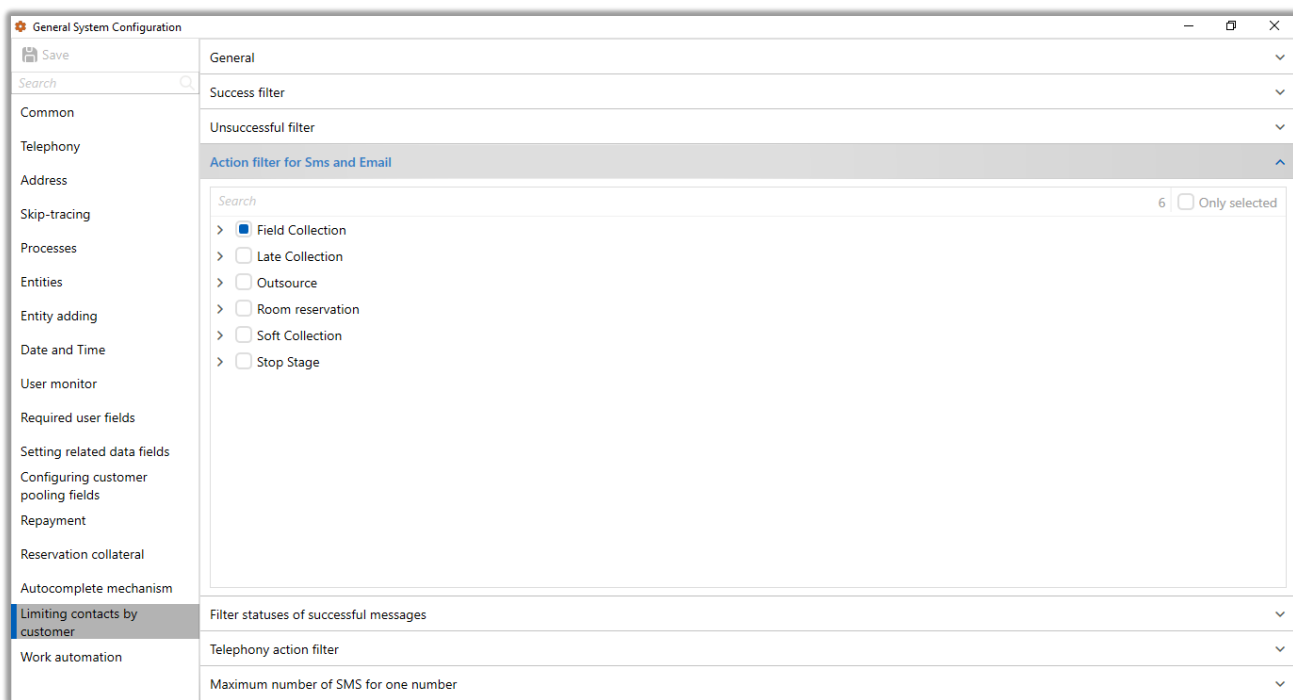 General System Configuration
Save
Search
Common
Telephony
Address
Skip-tracing
Processes
Entities
Entity adding
Date and Time
User monitor
Required user fields
Setting related data fields
Configuring customer
pooling fields
Repayment
Reservation collateral
Autocomplete mechanism
Limiting contacts by
customer
Work automation
General
Success filter
Unsuccessful filter
Action filter for Sms and Email
Search 6 Only selected
Field Collection
Late Collection
Outsource
Room reservation
Soft Collection
Stop Stage
Filter statuses of successful messages
Telephony action filter
Maximum number of SMS for one number